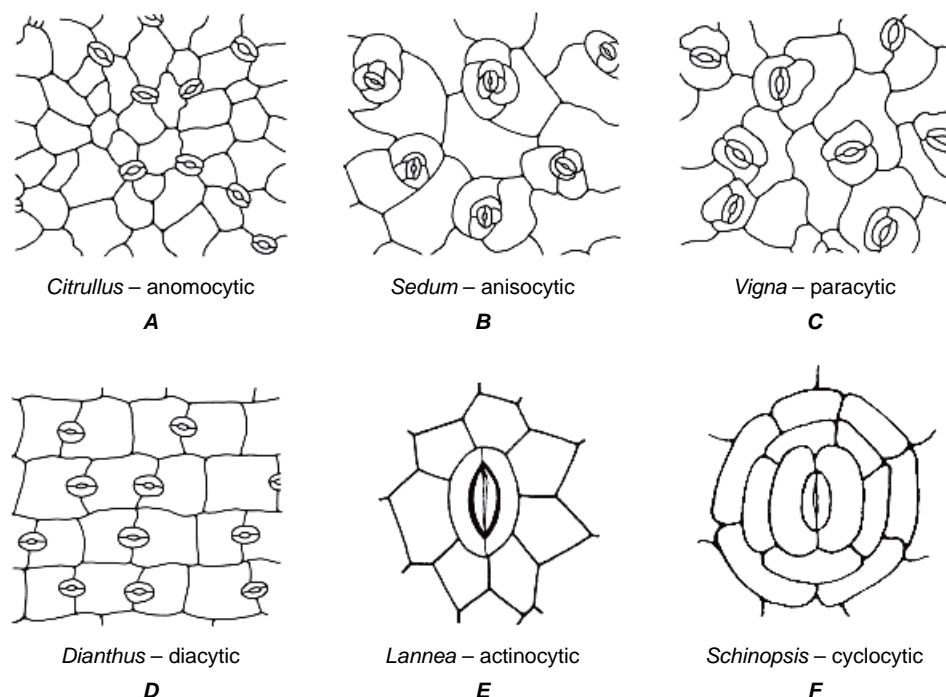 Citrullus – anomocytic
Sedum – anisocytic
Vigna – paracytic
A
B
C
Dianthus – diacytic
Lannea – actinocytic
Schinopsis – cyclocytic
D
E
F